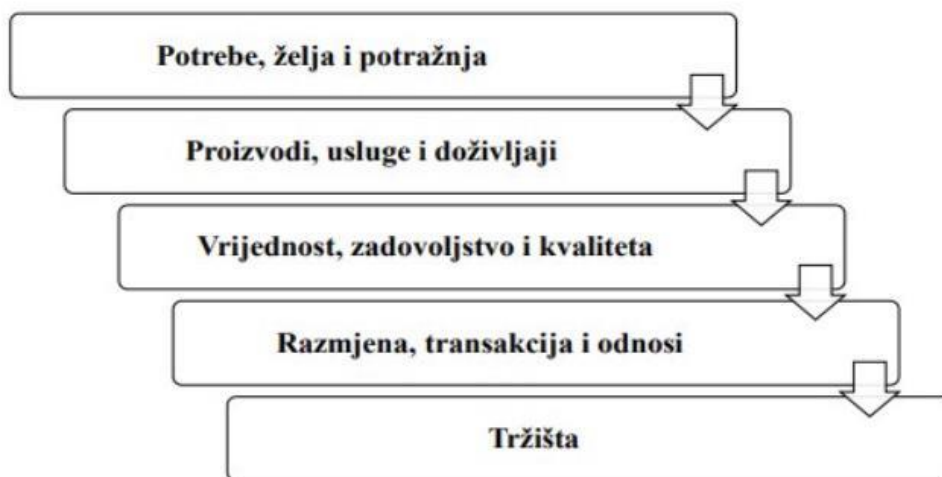 Potrebe, želja i potražnja
Proizvodi, usluge i doživljaji
Vrijednost, zadovoljstvo i kvaliteta
Razmjena, transakcija i odnosi
Tržišta